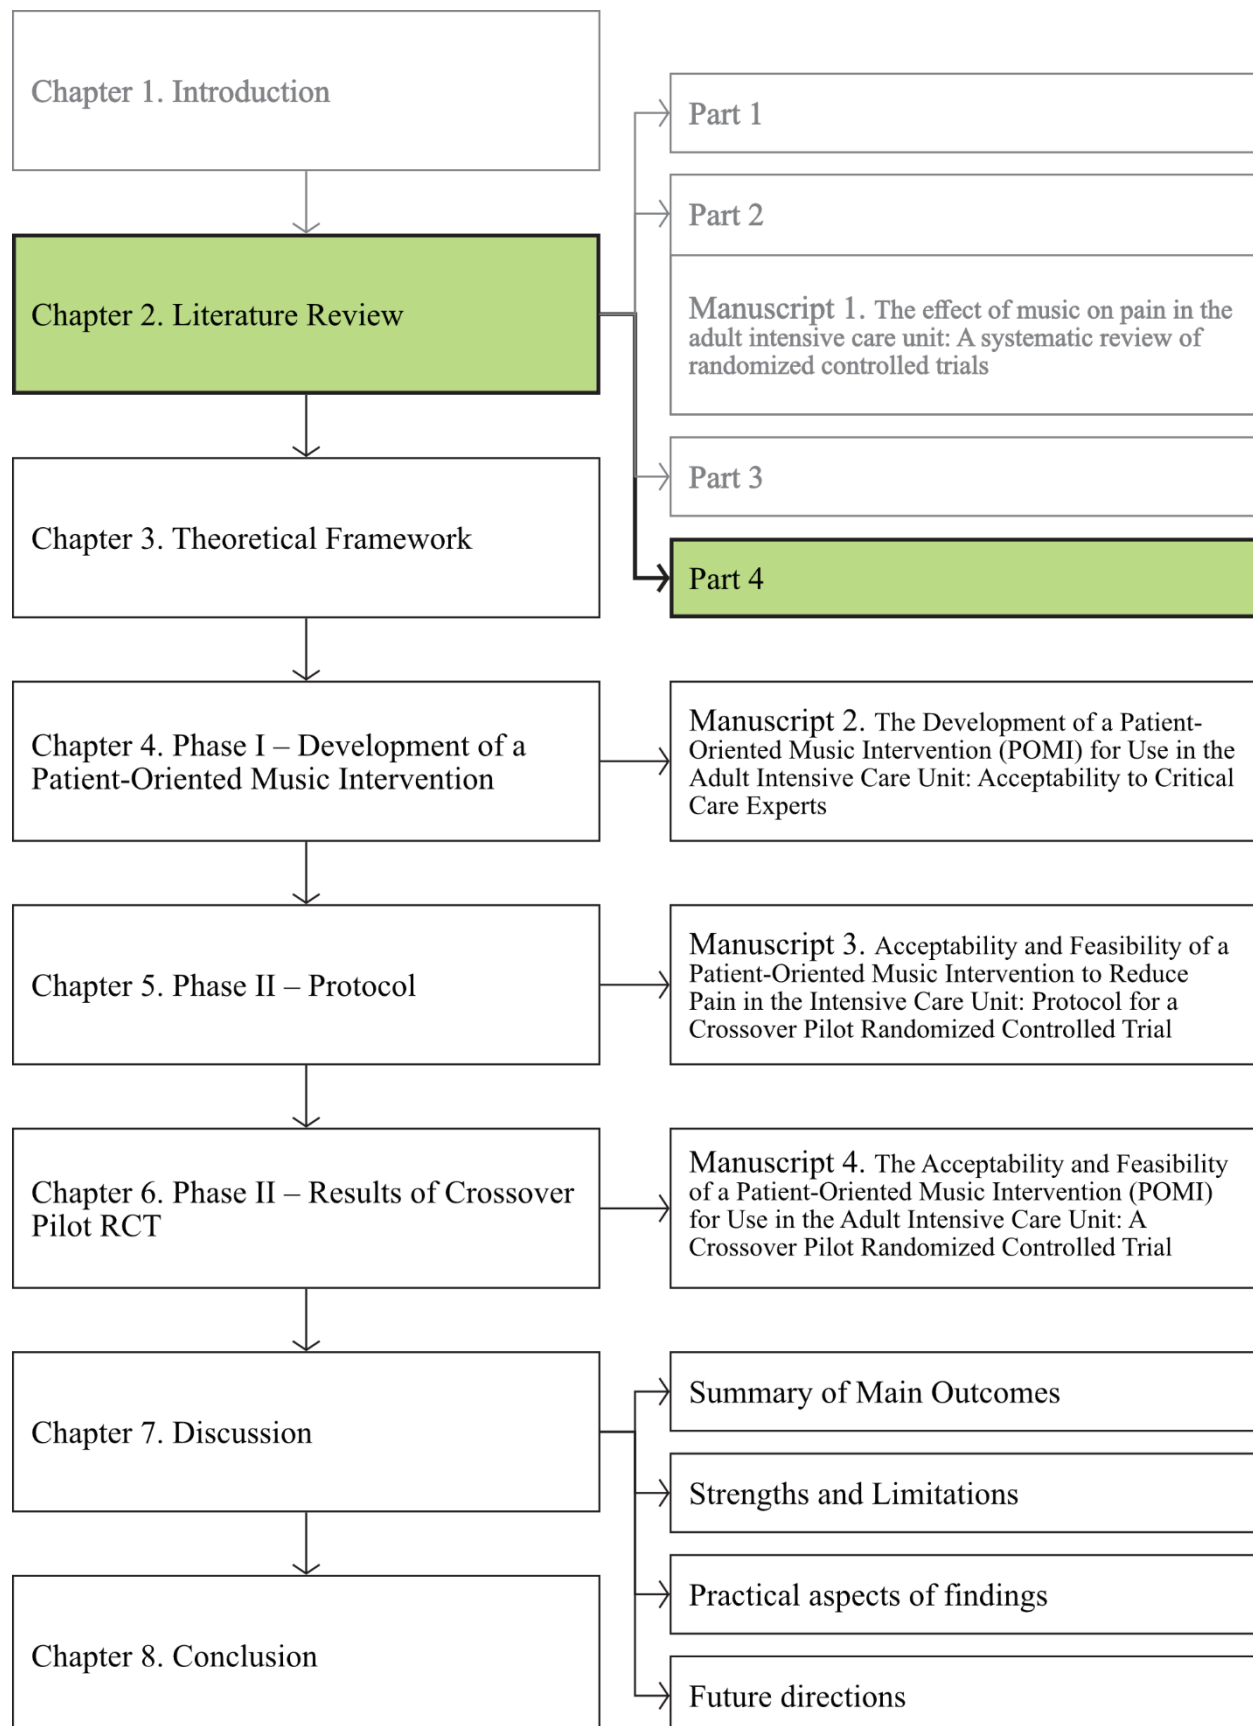 Chapter 1. Introduction
Part 1
Part 2
Chapter 2. Literature Review
Manuscript 1. The effect of music on pain in the
adult intensive care unit: A systematic review of
randomized controlled trials
Part 3
Chapter 3. Theoretical Framework
Part 4
Chapter 4. Phase I – Development of a
Patient-Oriented Music Intervention
Manuscript 2. The Development of a Patient-
Oriented Music Intervention (POMI) for Use in the
Adult Intensive Care Unit: Acceptability to Critical
Care Experts
Chapter 5. Phase II – Protocol
Manuscript 3. Acceptability and Feasibility of a
Patient-Oriented Music Intervention to Reduce
Pain in the Intensive Care Unit: Protocol for a
Crossover Pilot Randomized Controlled Trial
Chapter 6. Phase II – Results of Crossover
Pilot RCT
Manuscript 4. The Acceptability and Feasibility
of a Patient-Oriented Music Intervention (POMI)
for Use in the Adult Intensive Care Unit: A
Crossover Pilot Randomized Controlled Trial
Chapter 7. Discussion
Summary of Main Outcomes
Strengths and Limitations
Practical aspects of findings
Chapter 8. Conclusion
Future directions